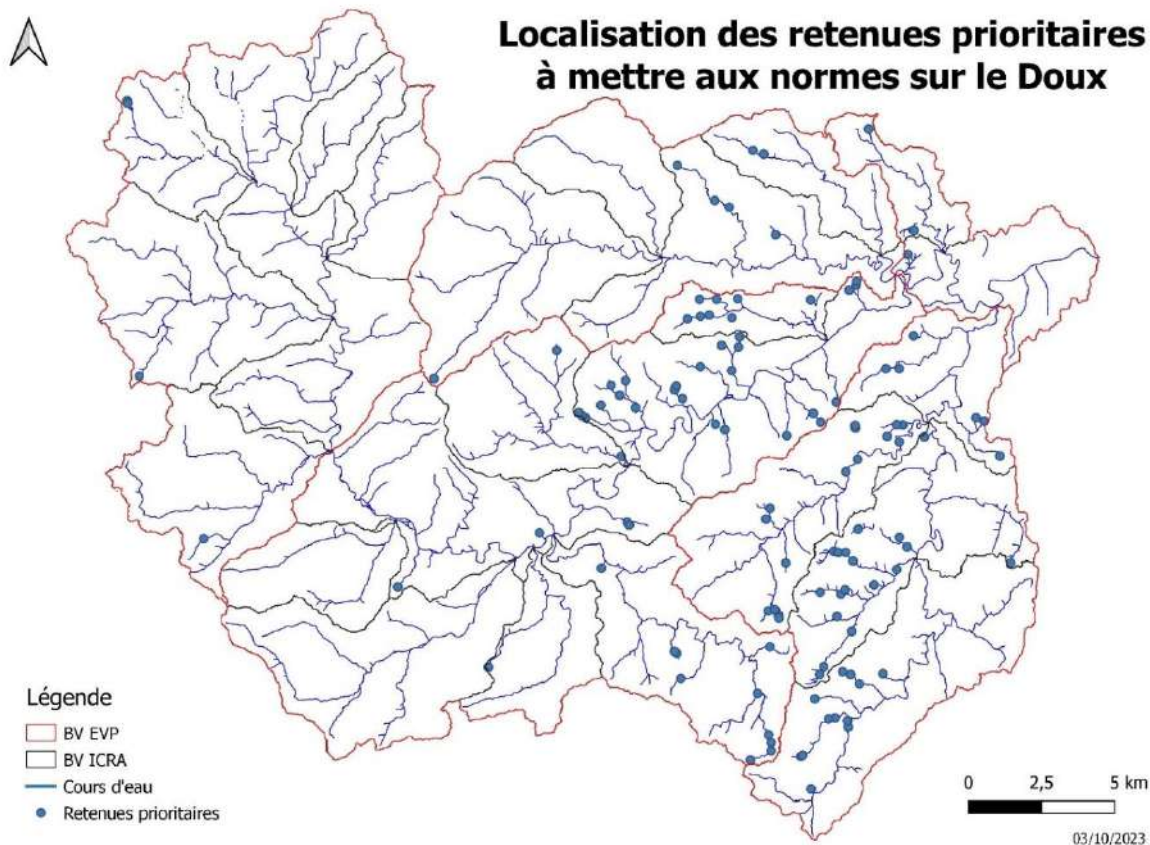 Localisation des retenues prioritaires
à mettre aux normes sur le Doux
Légende
BV EVP
BV ICRA
Cours d'eau
Retenues prioritaires
0 2,5 5 km
03/10/2023